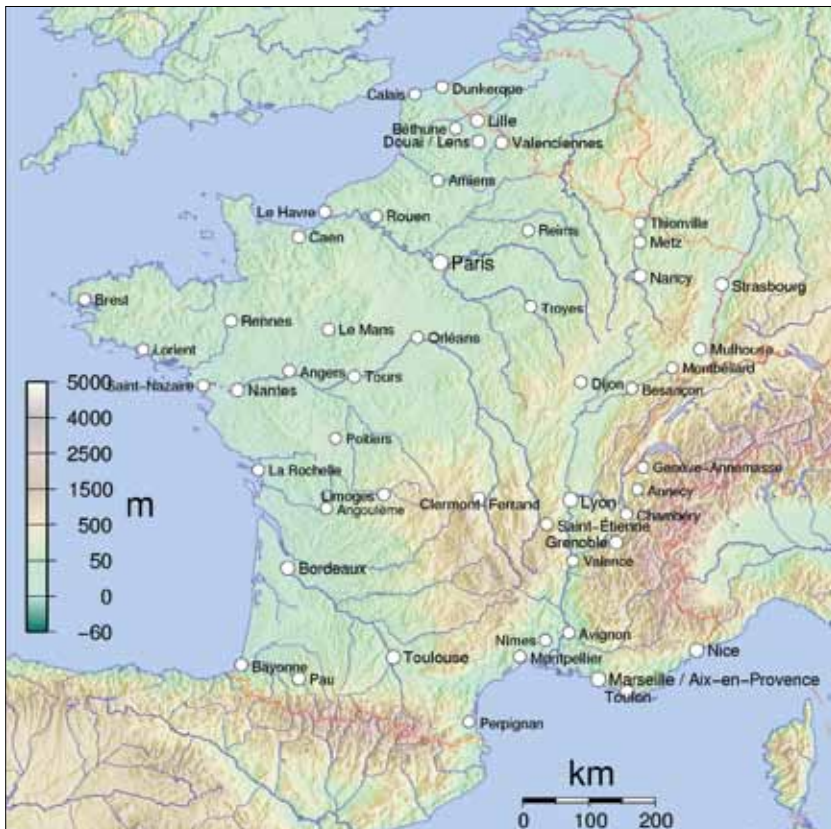 Dunkerque
Calais
Lille
Béthune
Douai / Lens
Valenciennes
Amiens
Le Havre
Rouen
Thionville
Caen
Reims
Metz
Paris
Nancy
Strasbourg
Brest
Troyes
Rennes
Le Mans
Orléans
Lorient
Mulhouse
Montbéliard
Angers
Tours
Saint-Nazaire
Nantes
Dijon
Besançon
5000
4000
2500
1500
500
50
0
-60
m
Poitiers
La Rochelle
Genève-Annemasse
Annecy
Limoges
Clermont-Ferrand
Lyon
Angoulême
Chambéry
Saint-Étienne
Grenoble
Valence
Bordeaux
Avignon
Nîmes
Nice
Bayonne
Toulouse
Montpellier
Pau
Marseille / Aix-en-Provence
Toulon
Perpignan
km
0 100 200